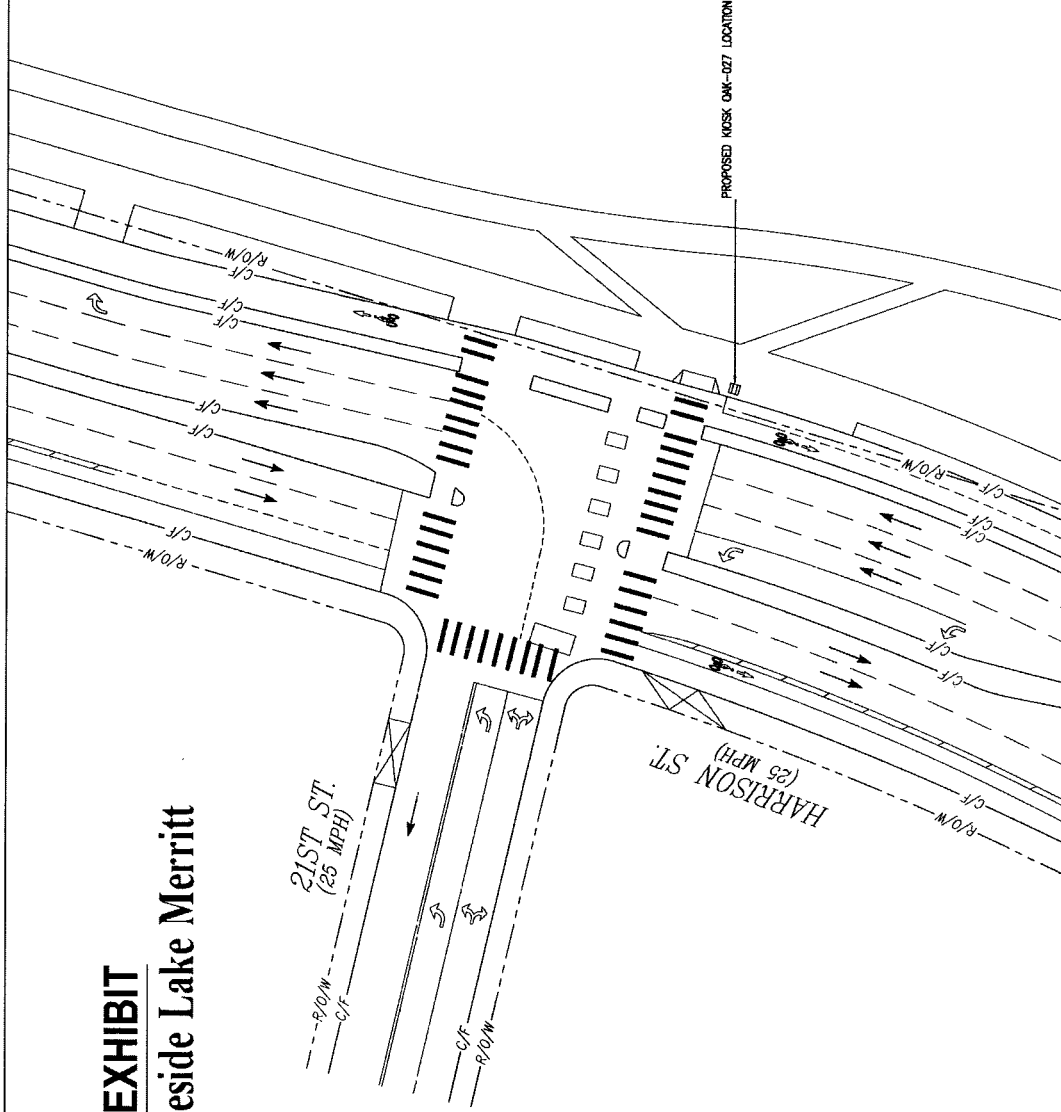 EXHIBIT
eside Lake Merritt
PROPOSED KIOSK OAK-027 LOCATION
R/O/W
C/F
C/F
C/F
C/F
C/F
C/F
R/O/W
21ST ST.
(25 MPH)
R/O/W
C/F
C/F
R/O/W
HARRISON ST.
(25 MPH)
R/O/W
C/F
C/F
C/F
C/F
C/F
C/F
R/O/W